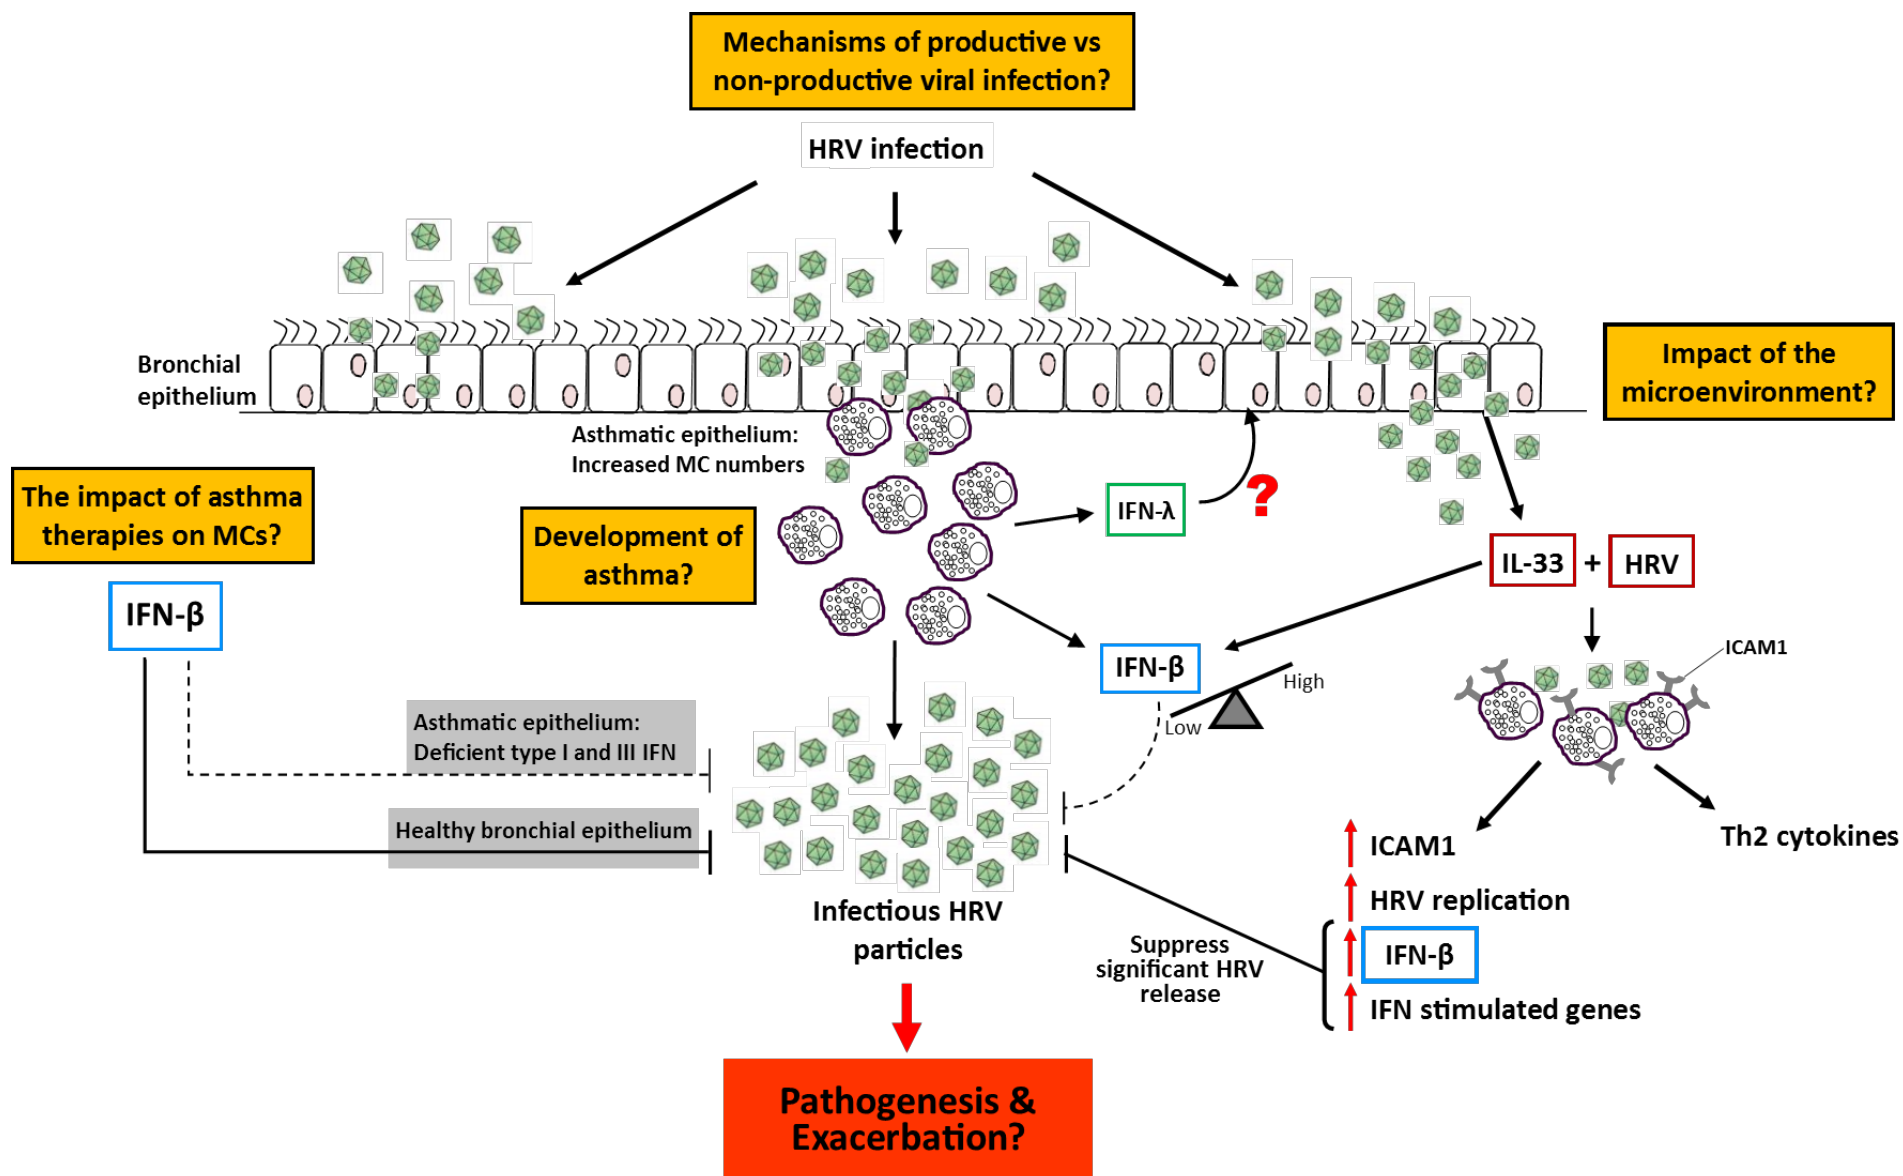 Mechanisms of productive vs
non-productive viral infection?
HRV infection
Bronchial
epithelium
Impact of the
microenvironment?
Asthmatic epithelium:
Increased MC numbers
The impact of asthma
therapies on MCs?
Development of
asthma?
IFN-λ
?
IL-33 + HRV
IFN-β
IFN-β
High
Low
ICAM1
Asthmatic epithelium:
Deficient type I and III IFN
Healthy bronchial epithelium
Th2 cytokines
ICAM1
HRV replication
IFN-β
IFN stimulated genes
Infectious HRV
particles
Suppress
significant HRV
release
Pathogenesis &
Exacerbation?